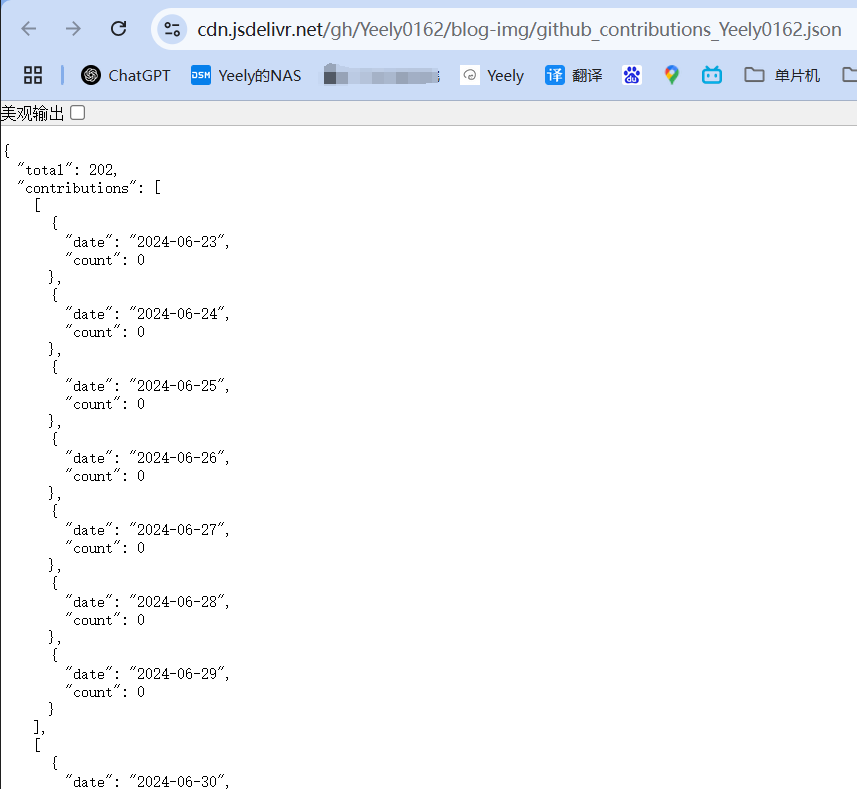 cdn.jsdelivr.net/gh/Yeely0162/blog-img/github_contributions_Yeely0162.json
ChatGPT DSM Yeely的NAS Yeely 译 翻译 du 单片机
美观输出
{
"total": 202,
"contributions": [
[
{
"date": "2024-06-23",
"count": 0
},
{
"date": "2024-06-24",
"count": 0
},
{
"date": "2024-06-25",
"count": 0
},
{
"date": "2024-06-26",
"count": 0
},
{
"date": "2024-06-27",
"count": 0
},
{
"date": "2024-06-28",
"count": 0
},
{
"date": "2024-06-29",
"count": 0
}
],
[
{
"date": "2024-06-30",